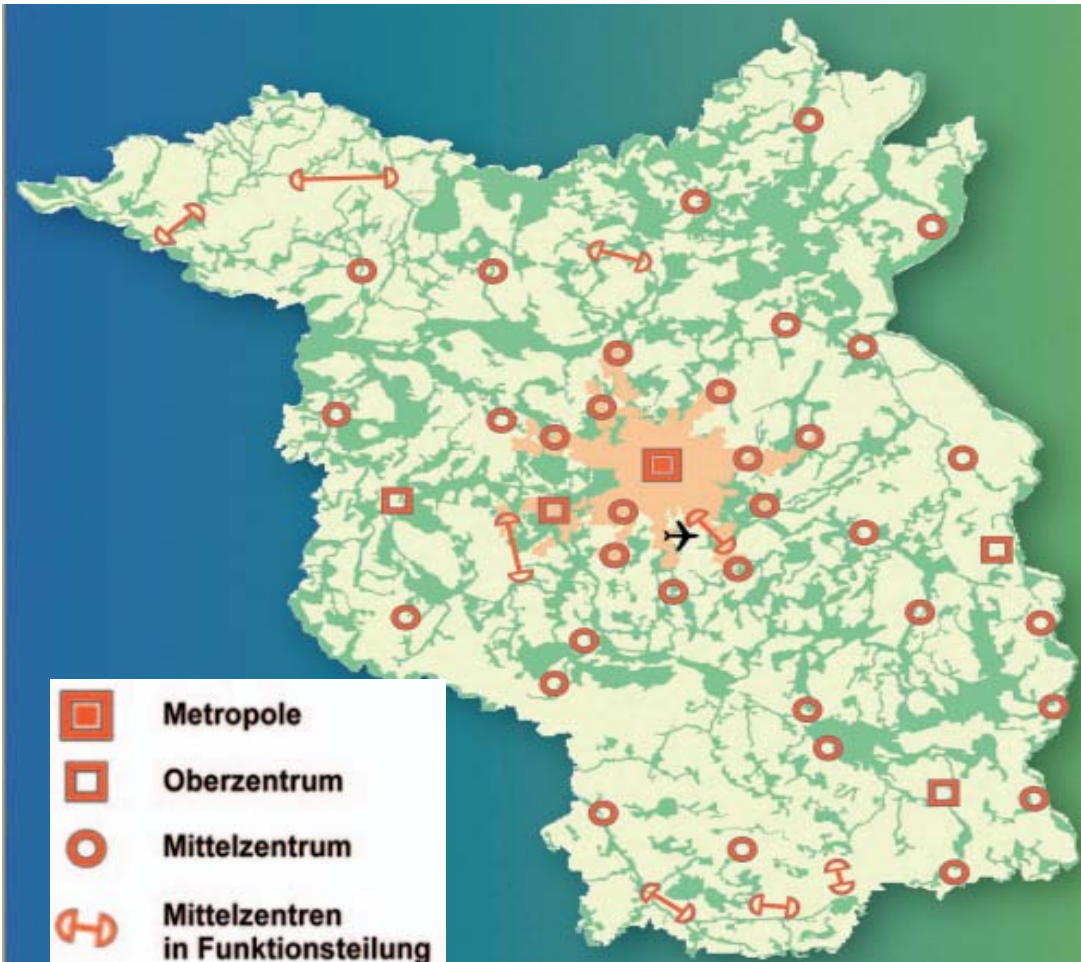 Metropole
Oberzentrum
Mittelzentrum
Mittelzentren
in Funktionsteilung